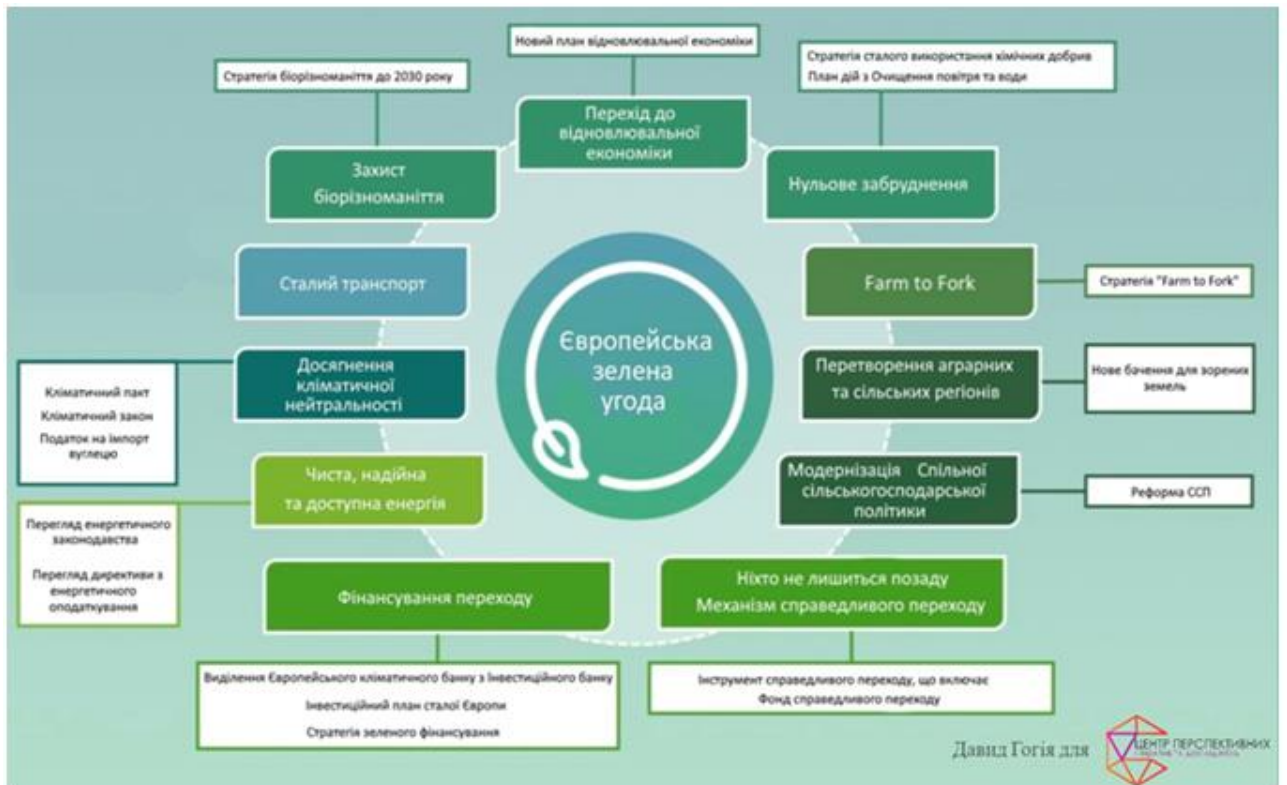 Новий план відновлювальної економіки
Стратегія біорізноманіття до 2030 року
Стратегія сталого використання хімічних добрив
План дій з Очищення повітря та води
Перехід до
відновлювальної
економіки
Захист
біорізноманіття
Нульове забруднення
Сталий транспорт
Farm to Fork
Стратегія "Farm to Fork"
Європейська
зелена
угода
Досягнення
кліматичної
нейтральності
Кліматичний пакт
Кліматичний закон
Податок на імпорт
вуглецю
Перетворення аграрних
та сільських регіонів
Нове бачення для зорених
земель
Чиста, надійна
та доступна енергія
Перегляд енергетичного
законодавства
Перегляд директиви з
енергетичного
оподаткування
Модернізація Спільної
сільськогосподарської
політики
Реформа ССП
Фінансування переходу
Ніхто не лишиться позаду
Механізм справедливого переходу
Виділення Європейського кліматичного банку з Інвестиційного банку
Інвестиційний план сталої Європи
Стратегія зеленого фінансування
Інструмент справедливого переходу, що включає
Фонд справедливого переходу
Давид Гогія для
ЦЕНТР ПЕРСПЕКТИВНИХ